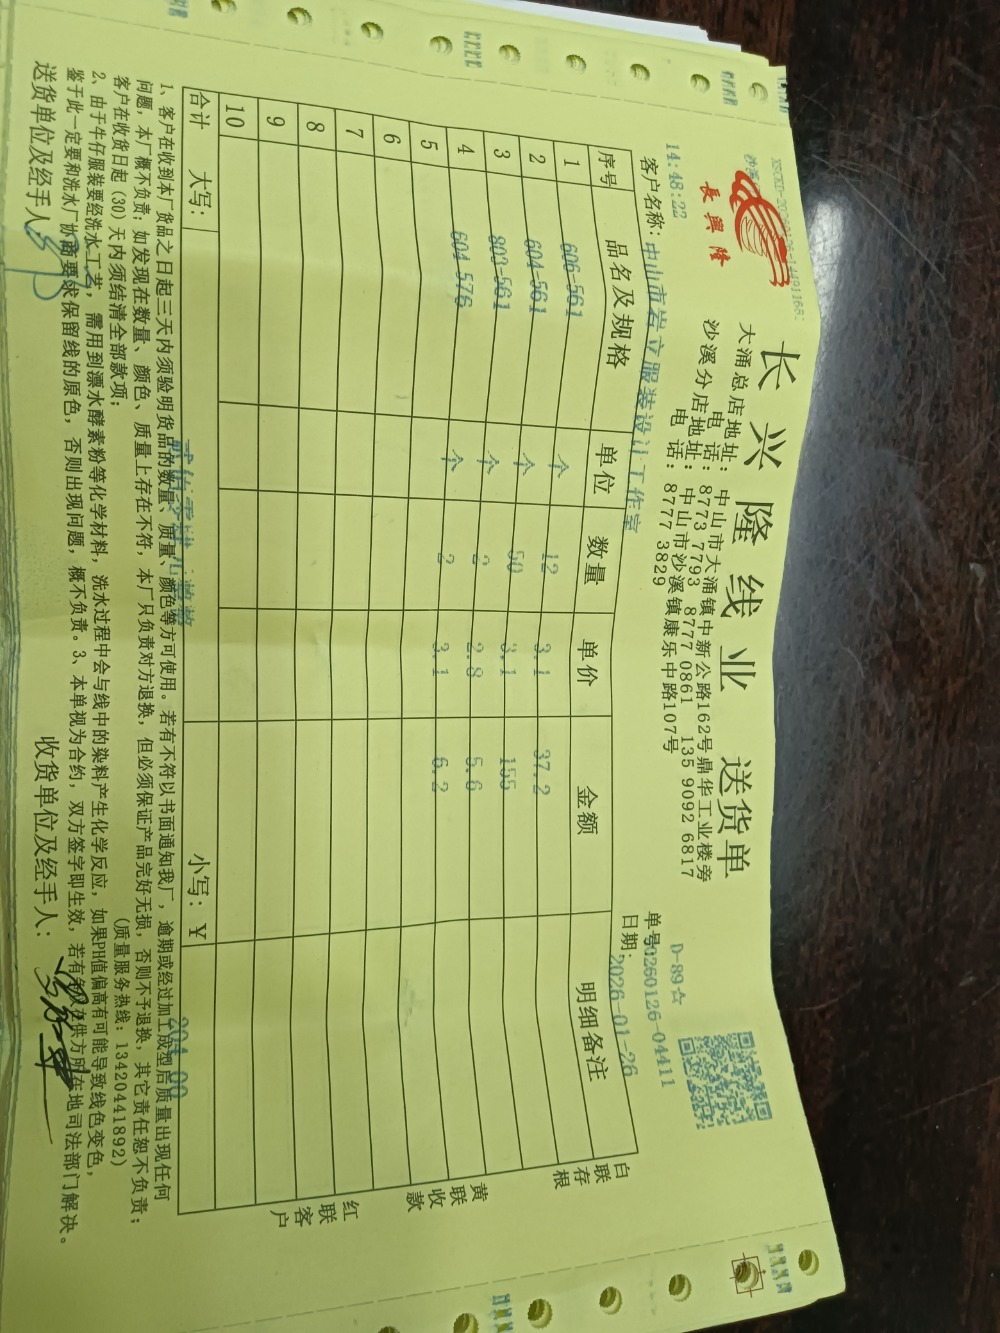 长兴隆线业 送货单
長興隆
大涌总店地址：中山市大涌镇中新公路162号鼎华工业楼旁
电 话：8773 7793 8777 0861 135 9092 6817
沙溪分店地址：中山市沙溪镇康乐中路107号
电 话：8777 3829
D-89☆
14:48:22
单号：20260126-04411
客户名称：中山市岩立服装设计工作室
日期：2026-01-26
序号 品名及规格 单位 数量 单价 金额 明细备注
1 606-561 个 12 3.1 37.2
2 604-561 个 50 3.1 155
3 803-561 个 2 2.8 5.6
4 604-576 个 2 3.1 6.2
5
6
7
8
9
10
合计 大写： 小写：￥ 204.00
白联存根
黄联收款
红联客户
1、客户在收到本厂货品之日起三天内须验明货品的数量、质量、颜色等方可使用。若有不符以书面通知我厂，逾期或经过加工成型后质量出现任何
问题，本厂概不负责；如发现在数量、颜色、质量上存在不符，本厂只负责对方退换，但必须保证产品完好无损，否则不予退换，其它责任恕不负责；
客户在收货日起(30)天内须结清全部款项； (质量服务热线：13420441892)
2、由于牛仔服装要经洗水工艺，需用到漂水酵素粉等化学材料，洗水过程中会与线中的染料产生化学反应，如果PH值偏高有可能导致线色变色，
鉴于此一定要和洗水厂协商要求保留线的原色，否则出现问题，概不负责。3、本单视为合约，双方签字即生效，若有争议在供方所在地司法部门解决。
送货单位及经手人： 收货单位及经手人：